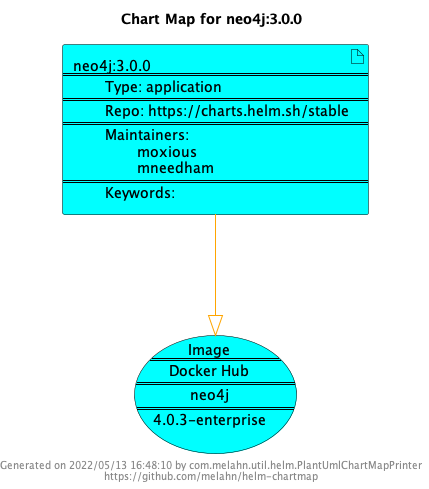 Chart Map for neo4j:3.0.0
neo4j:3.0.0
Type: application
Repo: https://charts.helm.sh/stable
Maintainers:
moxious
mneedham
Keywords:
Image
Docker Hub
neo4j
4.0.3-enterprise
Generated on 2022/05/13 16:48:10 by com.melahn.util.helm.PlantUmlChartMapPrinter
https://github.com/melahn/helm-chartmap